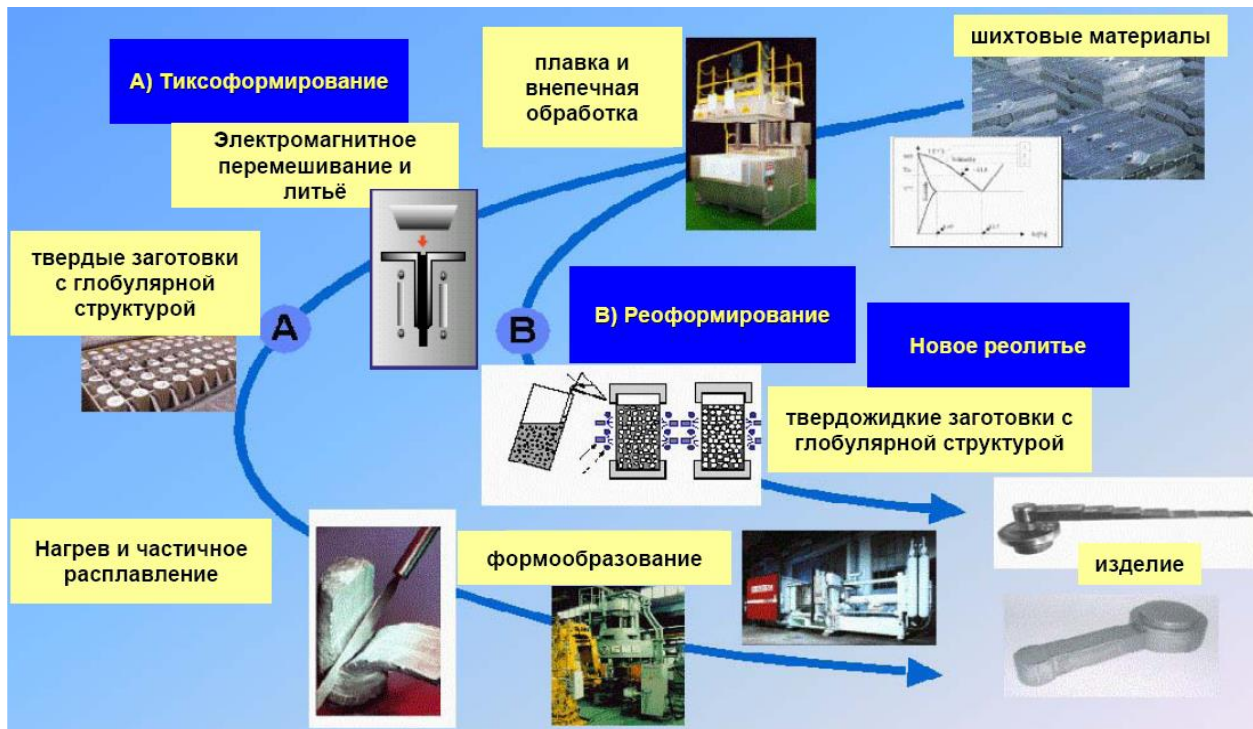 А) Тиксоформирование
плавка и
внепечная
обработка
шихтовые материалы
Электромагнитное
перемешивание и
литьё
твердые заготовки
с глобулярной
структурой
A
B
В) Реоформирование
Новое реолитье
твердожидкие заготовки с
глобулярной структурой
Нагрев и частичное
расплавление
формообразование
изделие